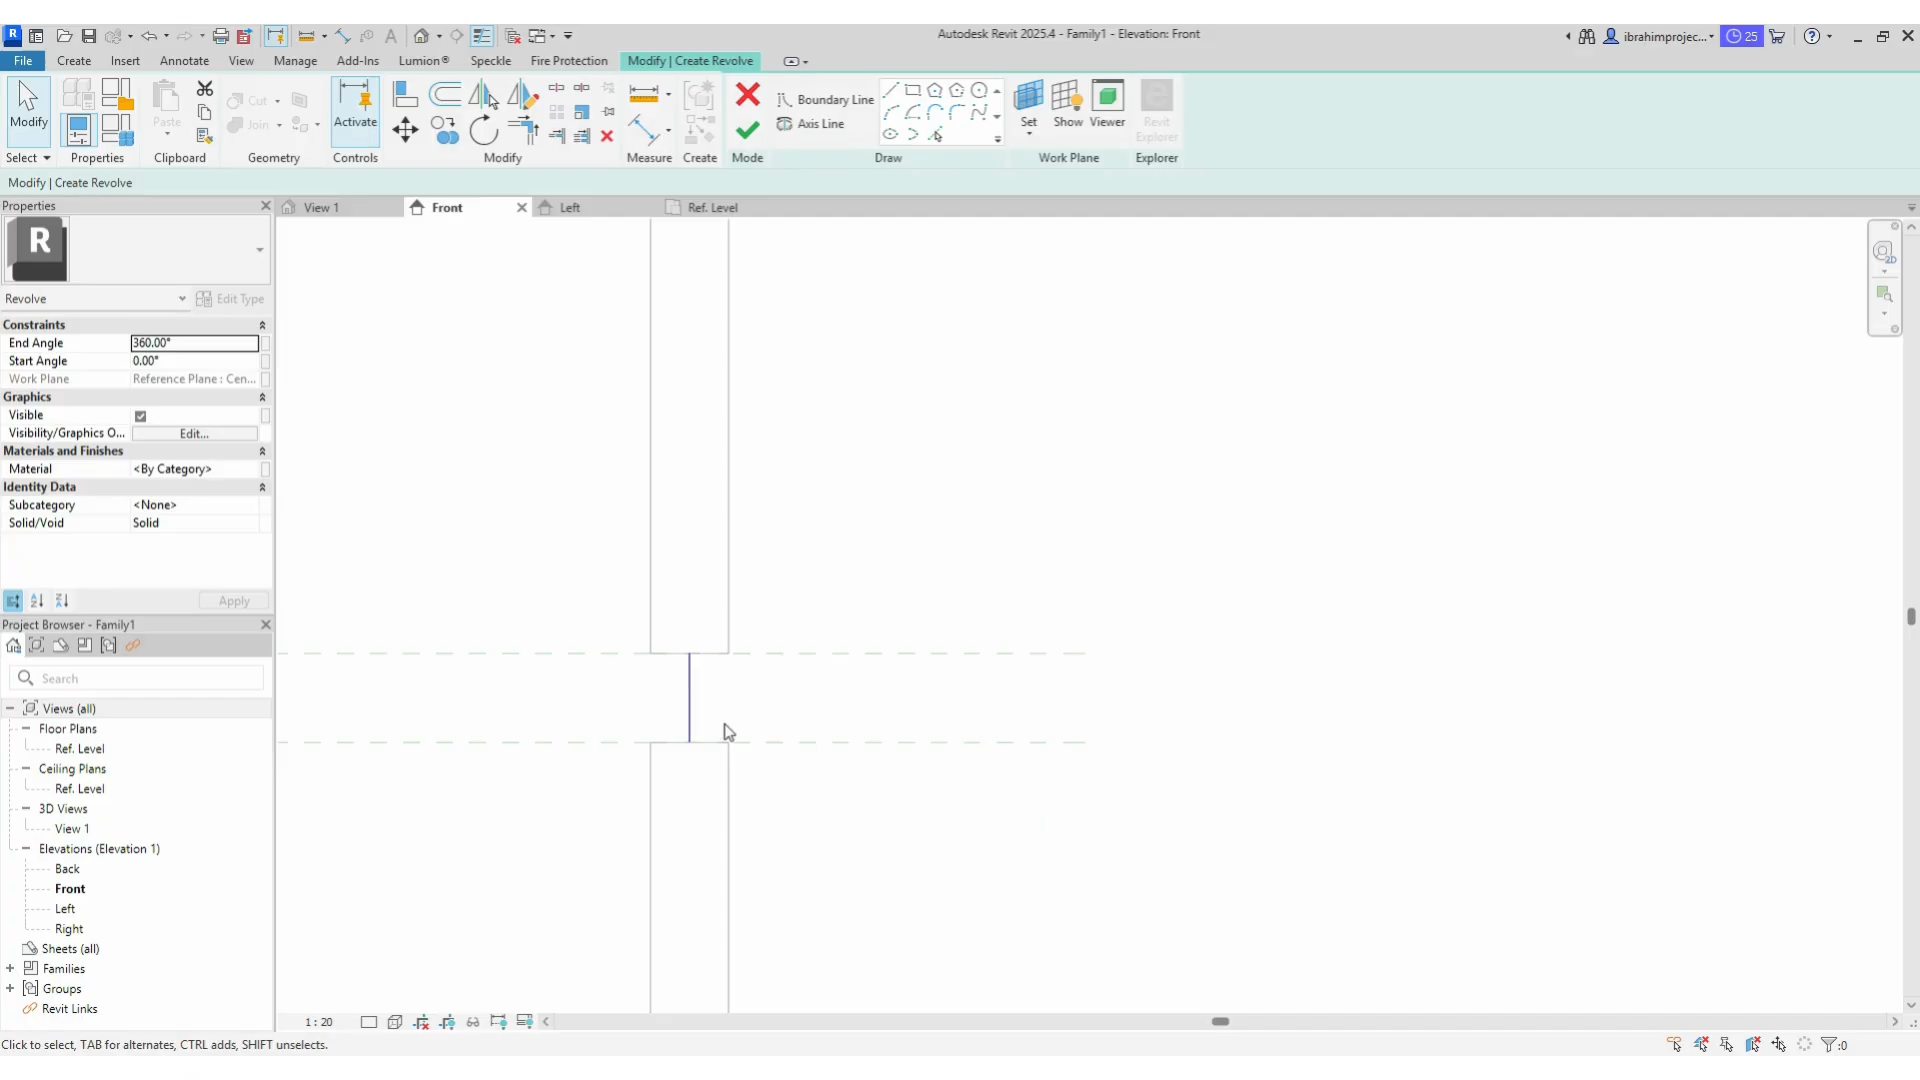 Autodesk Revit 2025.4 - Family1 - Elevation: Front
ibrahimprojec...
25
File Create Insert Annotate View Manage Add-Ins Lumion® Speckle Fire Protection Modify | Create Revolve
Modify
Paste
Cut
Join
Activate
Boundary Line
Axis Line
Set
Show
Viewer
Revit
Explorer
Select Properties Clipboard Geometry Controls Modify Measure Create Mode Draw Work Plane Explorer
Modify | Create Revolve
Properties
View 1
Front
Left
Ref. Level
R
2D
Revolve
Edit Type
Constraints
End Angle 360.00°
Start Angle 0.00°
Work Plane Reference Plane : Cen...
Graphics
Visible
Visibility/Graphics O... Edit...
Materials and Finishes
Material <By Category>
Identity Data
Subcategory <None>
Solid/Void Solid
Apply
Project Browser - Family1
Search
Views (all)
Floor Plans
Ref. Level
Ceiling Plans
Ref. Level
3D Views
View 1
Elevations (Elevation 1)
Back
Front
Left
Right
Sheets (all)
Families
Groups
Revit Links
1 : 20
Click to select, TAB for alternates, CTRL adds, SHIFT unselects.
:0